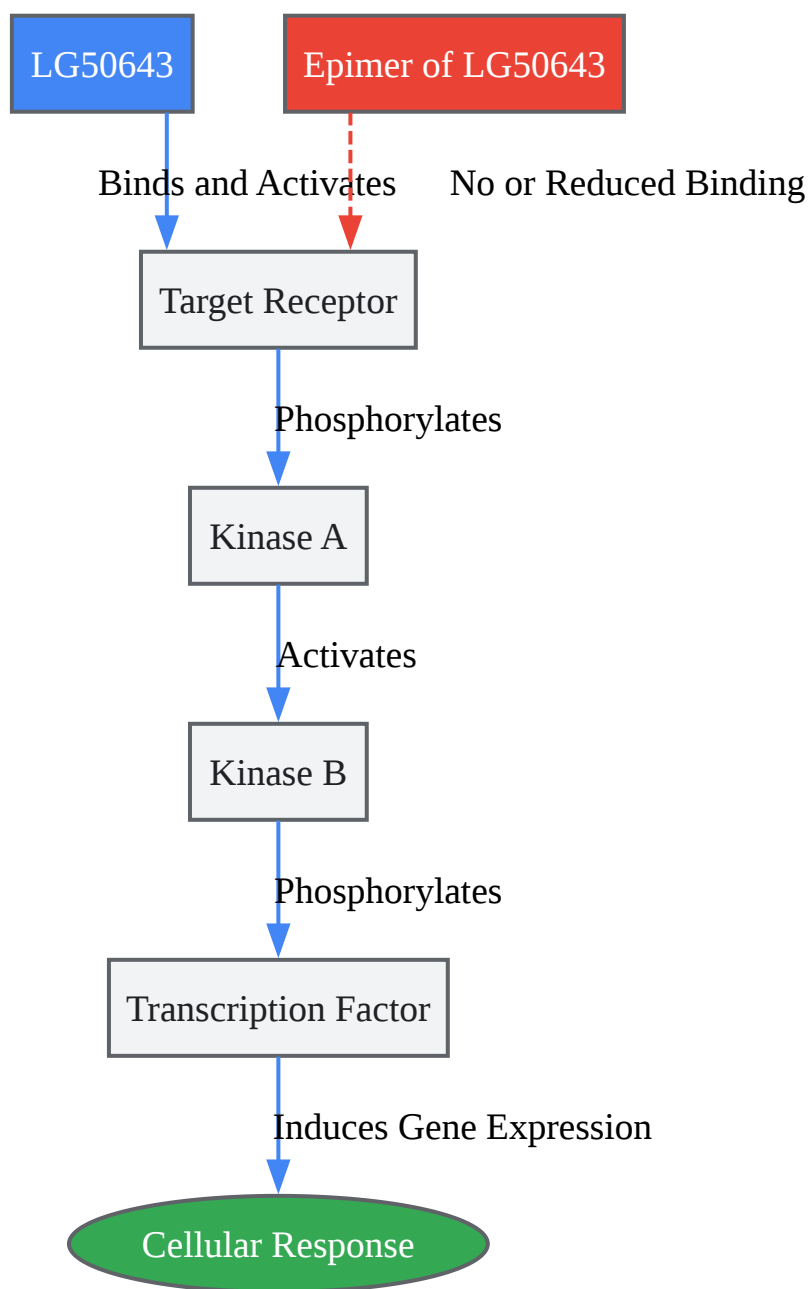 LG50643
Epimer of LG50643
Binds and Activates
No or Reduced Binding
Target Receptor
Phosphorylates
Kinase A
Activates
Kinase B
Phosphorylates
Transcription Factor
Induces Gene Expression
Cellular Response